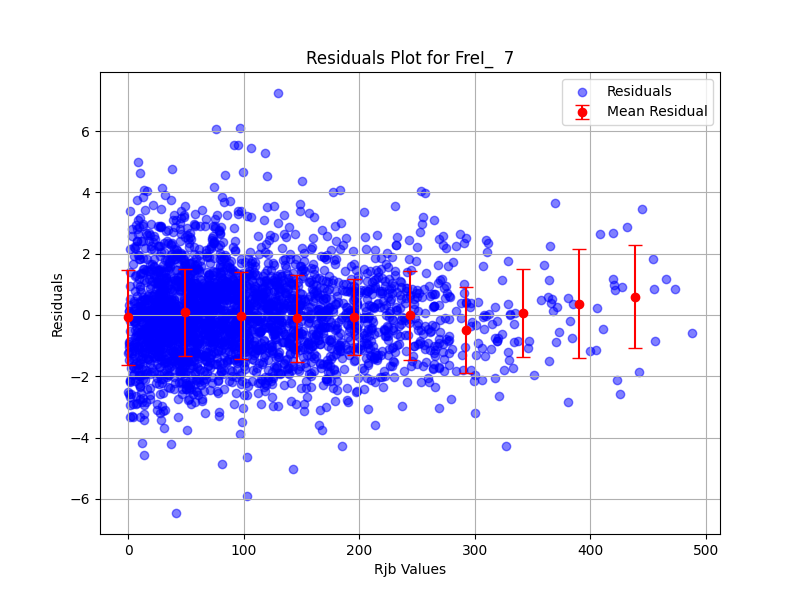 Residuals Plot for FreI_  7
Residuals
Mean Residual
6
4
2
0
−2
−4
−6
Residuals
0 100 200 300 400 500
Rjb Values